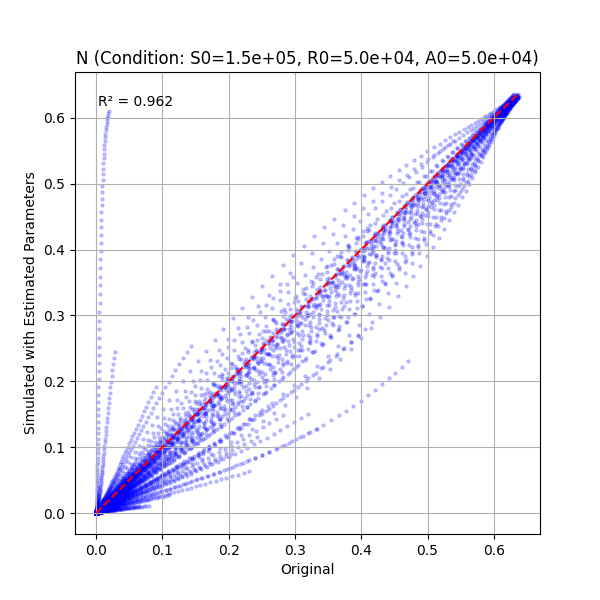 N (Condition: S0=1.5e+05, R0=5.0e+04, A0=5.0e+04)
R² = 0.962
0.6
0.5
0.4
0.3
0.2
0.1
0.0
Simulated with Estimated Parameters
0.0 0.1 0.2 0.3 0.4 0.5 0.6
Original